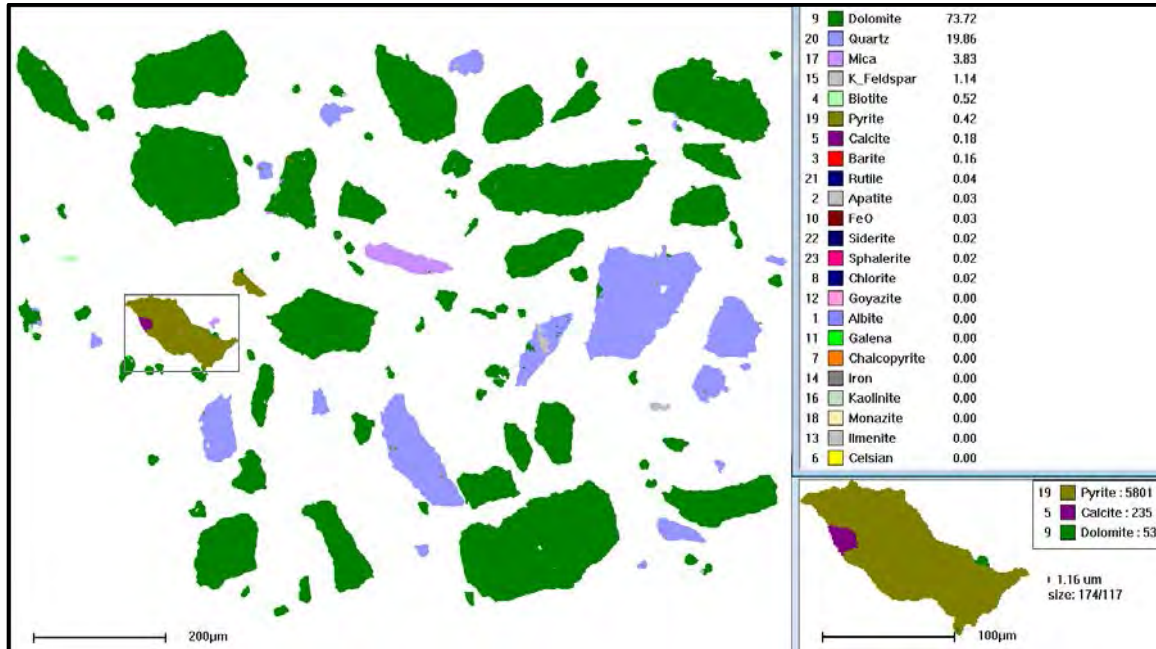 9 Dolomite 73.72
20 Quartz 19.86
17 Mica 3.83
15 K_Feldspar 1.14
4 Biotite 0.52
19 Pyrite 0.42
5 Calcite 0.18
3 Barite 0.16
21 Rutile 0.04
2 Apatite 0.03
10 FeO 0.03
22 Siderite 0.02
23 Sphalerite 0.02
8 Chlorite 0.02
12 Goyazite 0.00
1 Albite 0.00
11 Galena 0.00
7 Chalcopyrite 0.00
14 Iron 0.00
16 Kaolinite 0.00
18 Monazite 0.00
13 Ilmenite 0.00
6 Celsian 0.00
200µm
19 Pyrite : 5801
5 Calcite : 235
9 Dolomite : 53
1.16 um
size: 174/117
100µm